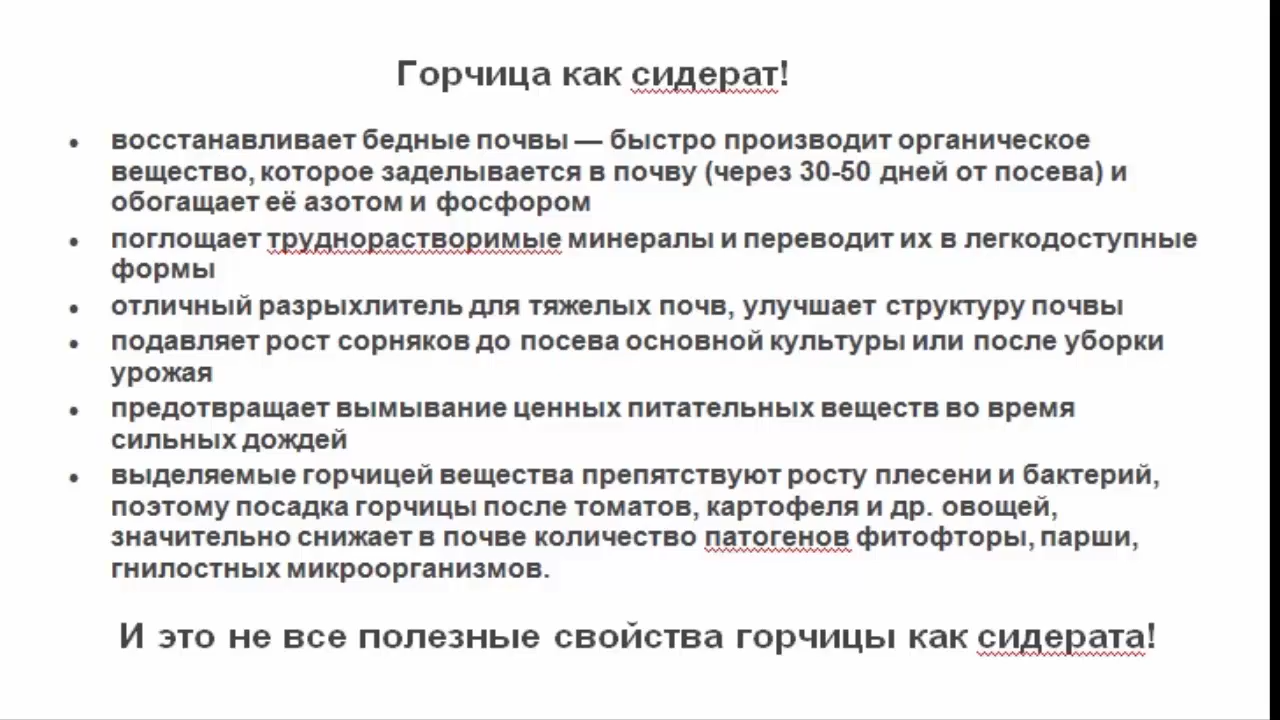 Горчица как сидерат!
• восстанавливает бедные почвы — быстро производит органическое
вещество, которое заделывается в почву (через 30-50 дней от посева) и
обогащает её азотом и фосфором
• поглощает труднорастворимые минералы и переводит их в легкодоступные
формы
• отличный разрыхлитель для тяжелых почв, улучшает структуру почвы
• подавляет рост сорняков до посева основной культуры или после уборки
урожая
• предотвращает вымывание ценных питательных веществ во время
сильных дождей
• выделяемые горчицей вещества препятствуют росту плесени и бактерий,
поэтому посадка горчицы после томатов, картофеля и др. овощей,
значительно снижает в почве количество патогенов фитофторы, парши,
гнилостных микроорганизмов.
И это не все полезные свойства горчицы как сидерата!